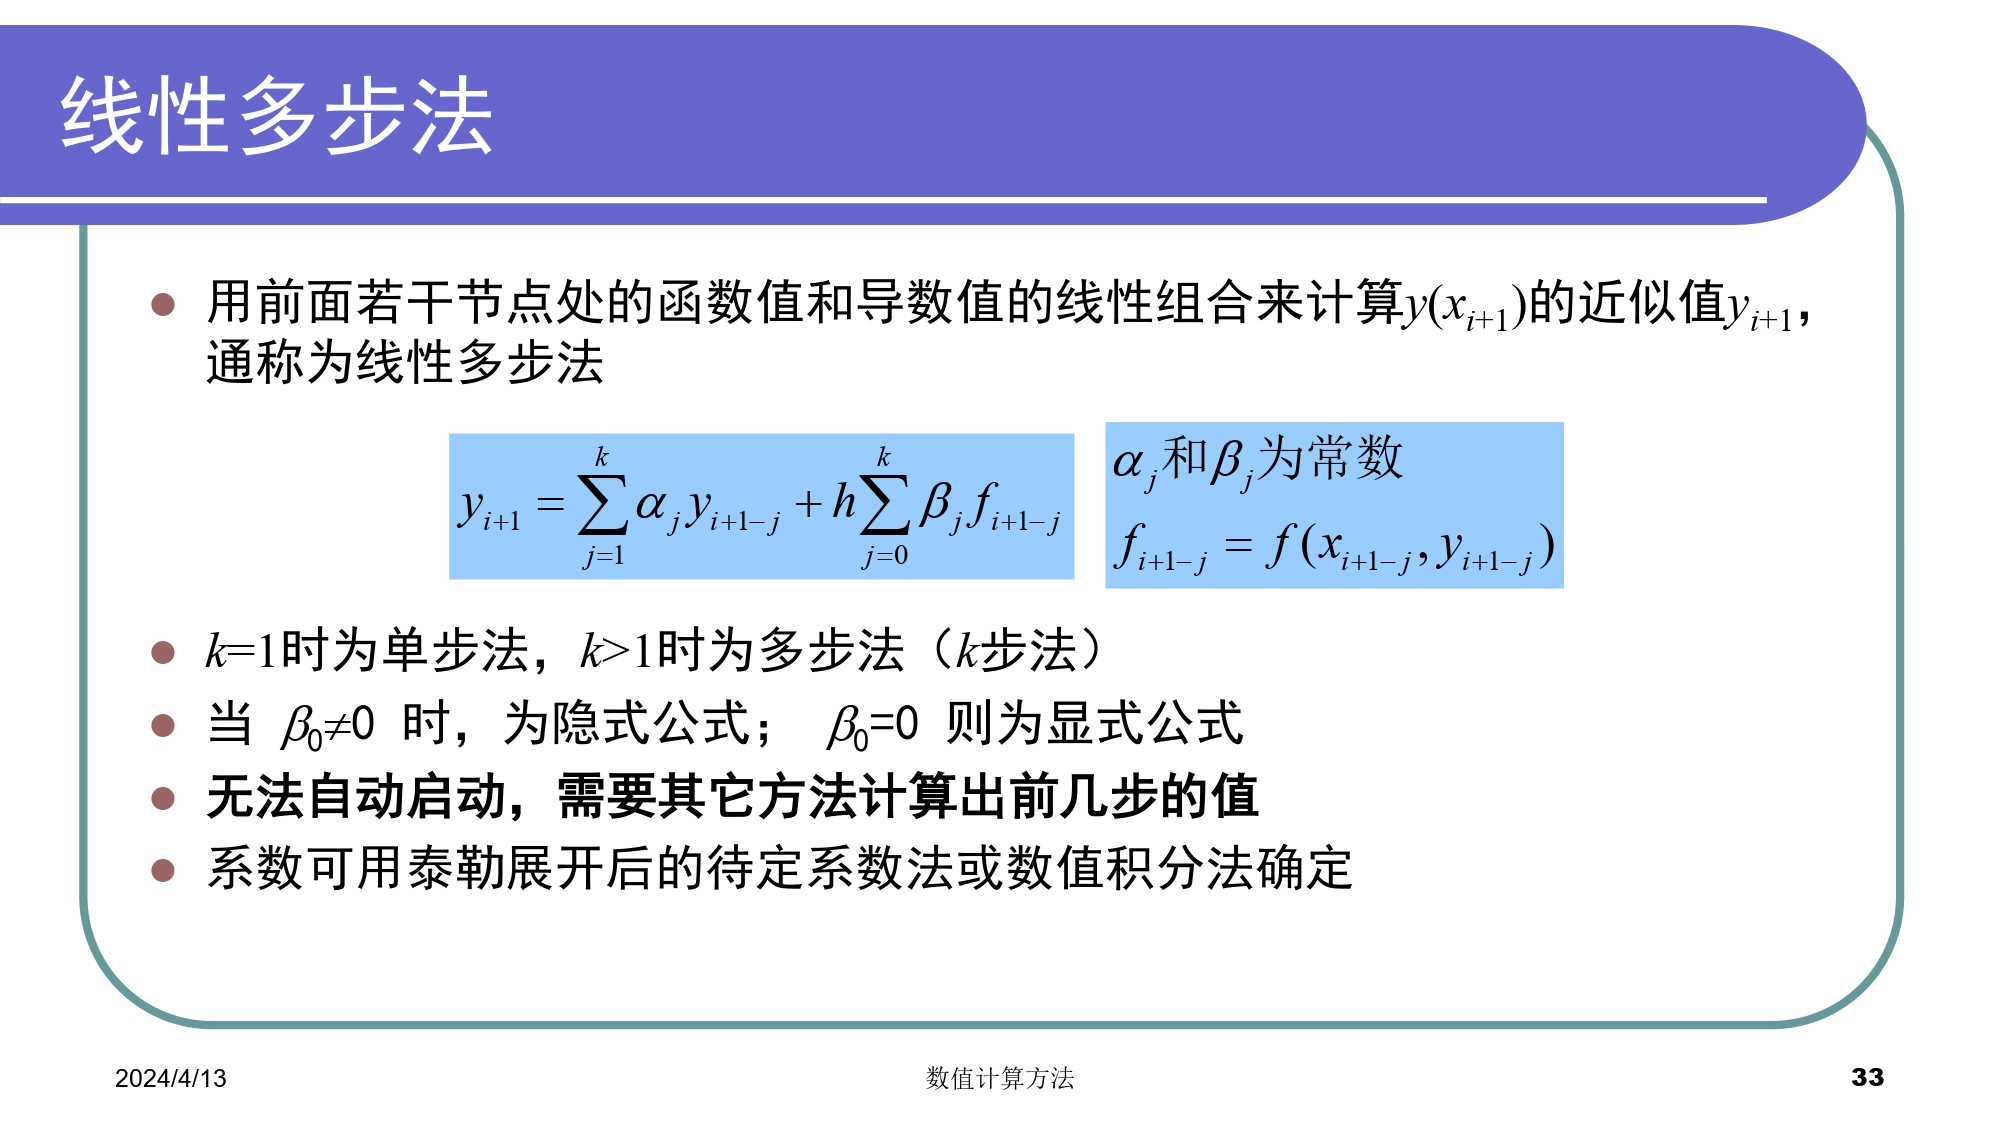 线性多步法
用前面若干节点处的函数值和导数值的线性组合来计算y(xᵢ₊₁)的近似值yᵢ₊₁，
通称为线性多步法
$y_{i+1} = \sum_{j=1}^{k} \alpha_j y_{i+1-j} + h \sum_{j=0}^{k} \beta_j f_{i+1-j}$
$\alpha_j$和$\beta_j$为常数
$f_{i+1-j} = f(x_{i+1-j}, y_{i+1-j})$
k=1时为单步法，k>1时为多步法（k步法）
当 β₀≠0 时，为隐式公式； β₀=0 则为显式公式
无法自动启动，需要其它方法计算出前几步的值
系数可用泰勒展开后的待定系数法或数值积分法确定
2024/4/13
数值计算方法
33